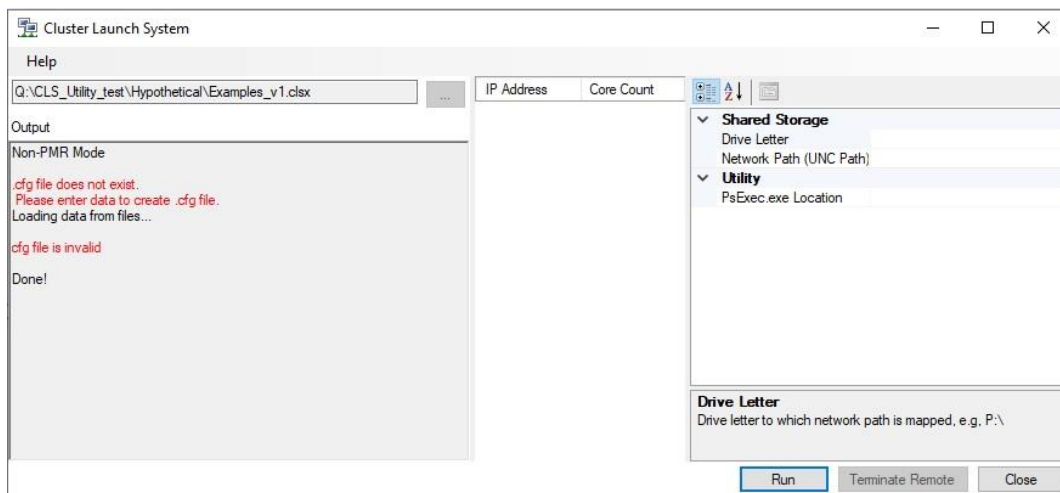 Cluster Launch System
Help
Q:\CLS_Utility_test\Hypothetical\Examples_v1.clsx
...
Output
Non-PMR Mode
.cfg file does not exist.
Please enter data to create .cfg file.
Loading data from files...
cfg file is invalid
Done!
IP Address Core Count
Shared Storage
Drive Letter
Network Path (UNC Path)
Utility
PsExec.exe Location
Drive Letter
Drive letter to which network path is mapped, e.g, P:\
Run Terminate Remote Close